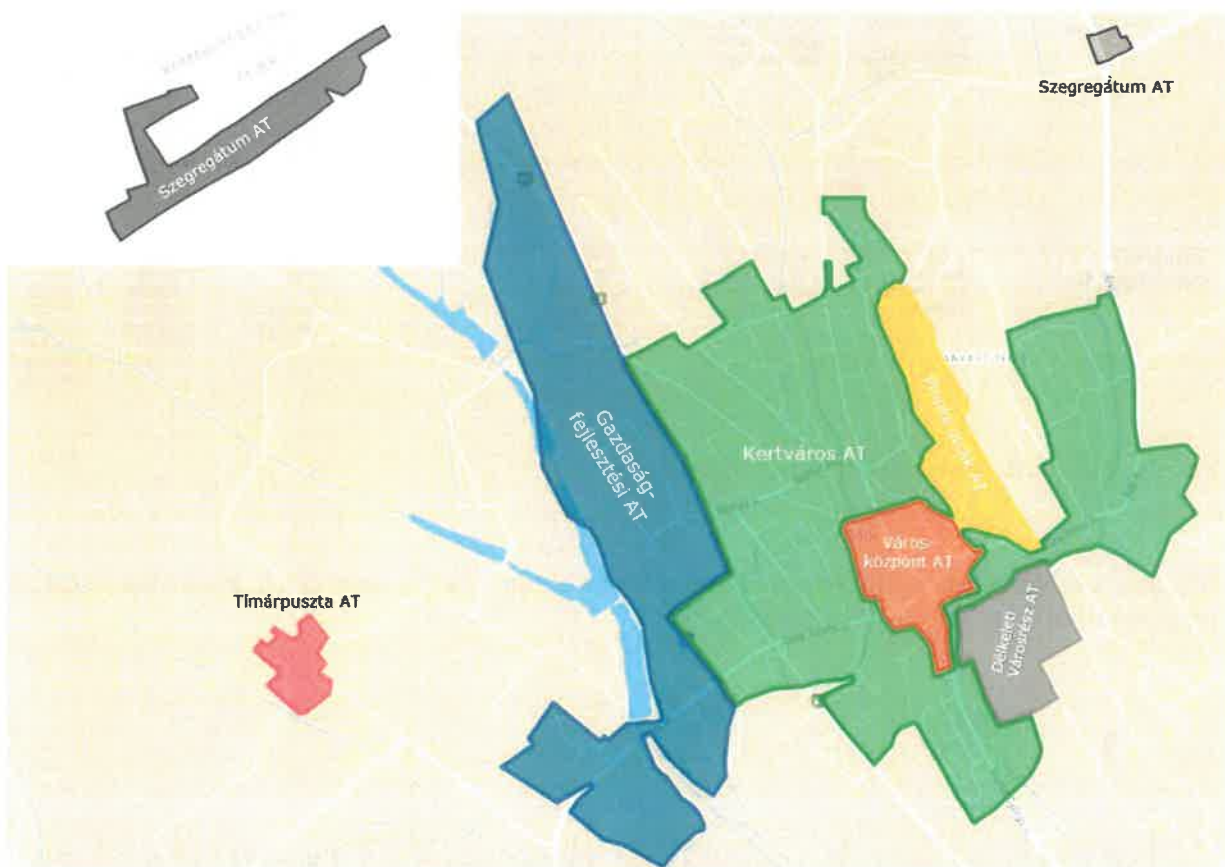 Szegregátum AT
Szegregátum AT
Gazdaság-
fejlesztési AT
Kertváros AT
Város-
központ AT
Délkeleti
Városrész AT
Tímárpuszta AT